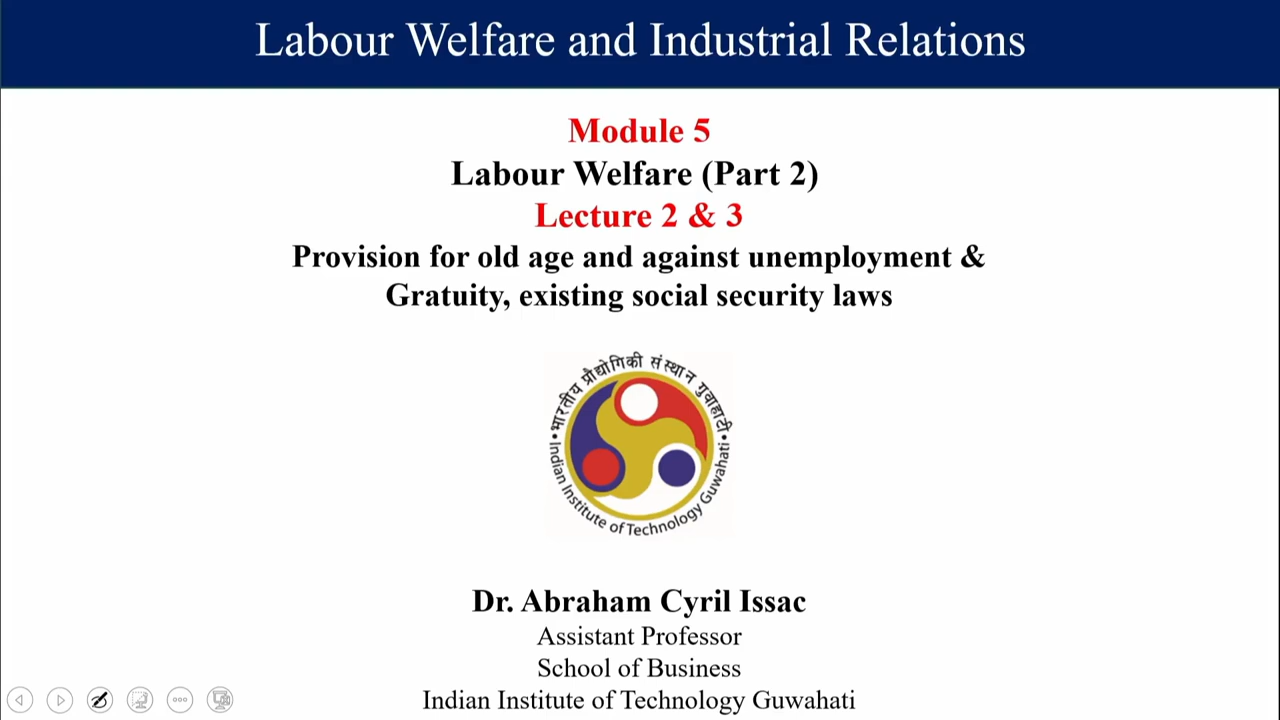 Labour Welfare and Industrial Relations
Module 5
Labour Welfare (Part 2)
Lecture 2 & 3
Provision for old age and against unemployment &
Gratuity, existing social security laws
भारतीय प्रौद्योगिकी संस्थान गुवाहाटी
Indian Institute of Technology Guwahati
Dr. Abraham Cyril Issac
Assistant Professor
School of Business
Indian Institute of Technology Guwahati